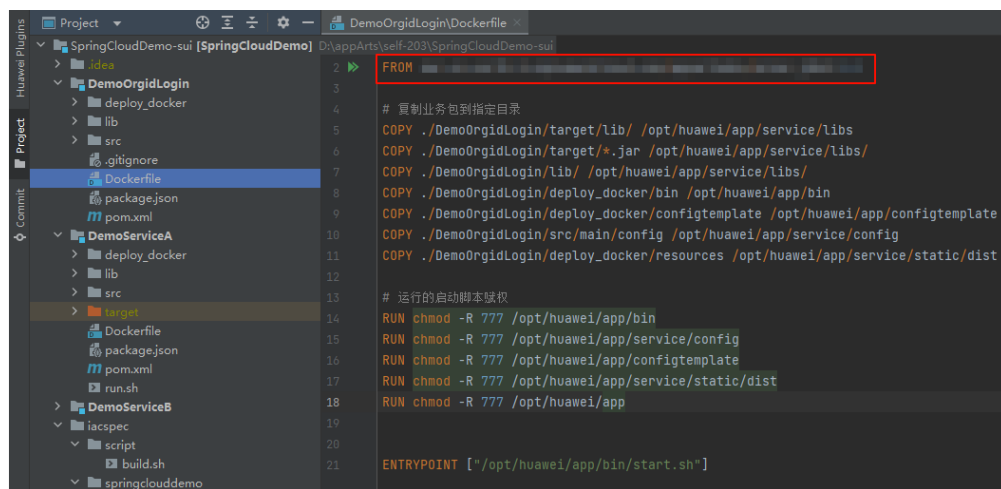 Project
DemoOrgidLogin\Dockerfile
Huawei Plugins
Project
Commit
SpringCloudDemo-sui [SpringCloudDemo] D:\appArts\self-203\SpringCloudDemo-sui
.idea
DemoOrgidLogin
deploy_docker
lib
src
.gitignore
Dockerfile
package.json
pom.xml
DemoServiceA
deploy_docker
lib
src
target
Dockerfile
package.json
pom.xml
run.sh
DemoServiceB
iacspec
script
build.sh
springclouddemo
2 FROM
3
4 # 复制业务包到指定目录
5 COPY ./DemoOrgidLogin/target/lib/ /opt/huawei/app/service/libs
6 COPY ./DemoOrgidLogin/target/*.jar /opt/huawei/app/service/libs/
7 COPY ./DemoOrgidLogin/lib/ /opt/huawei/app/service/libs/
8 COPY ./DemoOrgidLogin/deploy_docker/bin /opt/huawei/app/bin
9 COPY ./DemoOrgidLogin/deploy_docker/configtemplate /opt/huawei/app/configtemplate
10 COPY ./DemoOrgidLogin/src/main/config /opt/huawei/app/service/config
11 COPY ./DemoOrgidLogin/deploy_docker/resources /opt/huawei/app/service/static/dist
12
13 # 运行的启动脚本赋权
14 RUN chmod -R 777 /opt/huawei/app/bin
15 RUN chmod -R 777 /opt/huawei/app/service/config
16 RUN chmod -R 777 /opt/huawei/app/configtemplate
17 RUN chmod -R 777 /opt/huawei/app/service/static/dist
18 RUN chmod -R 777 /opt/huawei/app
19
20
21 ENTRYPOINT ["/opt/huawei/app/bin/start.sh"]